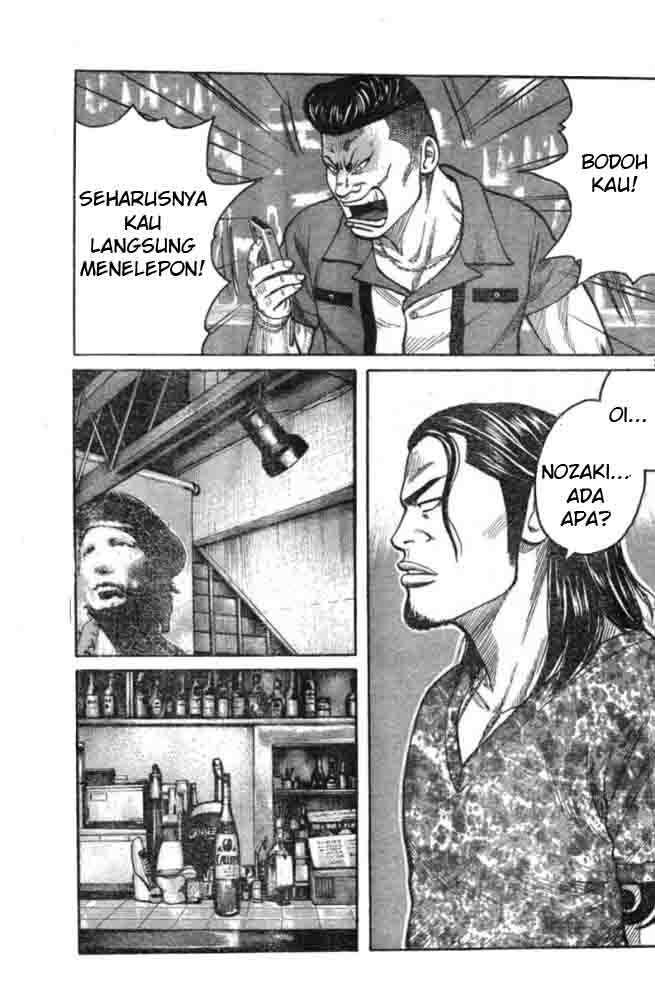 BODOH
KAU!
SEHARUSNYA
KAU
LANGSUNG
MENELEPON!
OI...
NOZAKI...
ADA
APA?